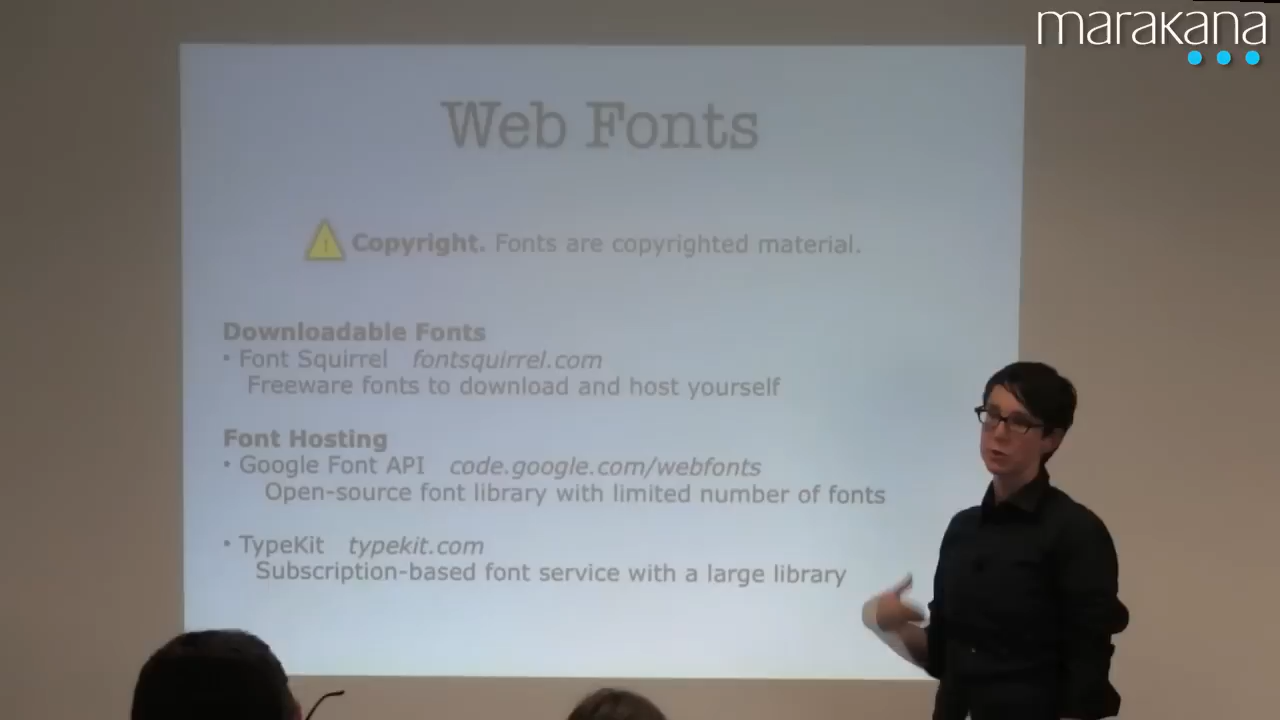 marakana
Web Fonts
! Copyright. Fonts are copyrighted material.
Downloadable Fonts
• Font Squirrel fontsquirrel.com
Freeware fonts to download and host yourself
Font Hosting
• Google Font API code.google.com/webfonts
Open-source font library with limited number of fonts
• TypeKit typekit.com
Subscription-based font service with a large library